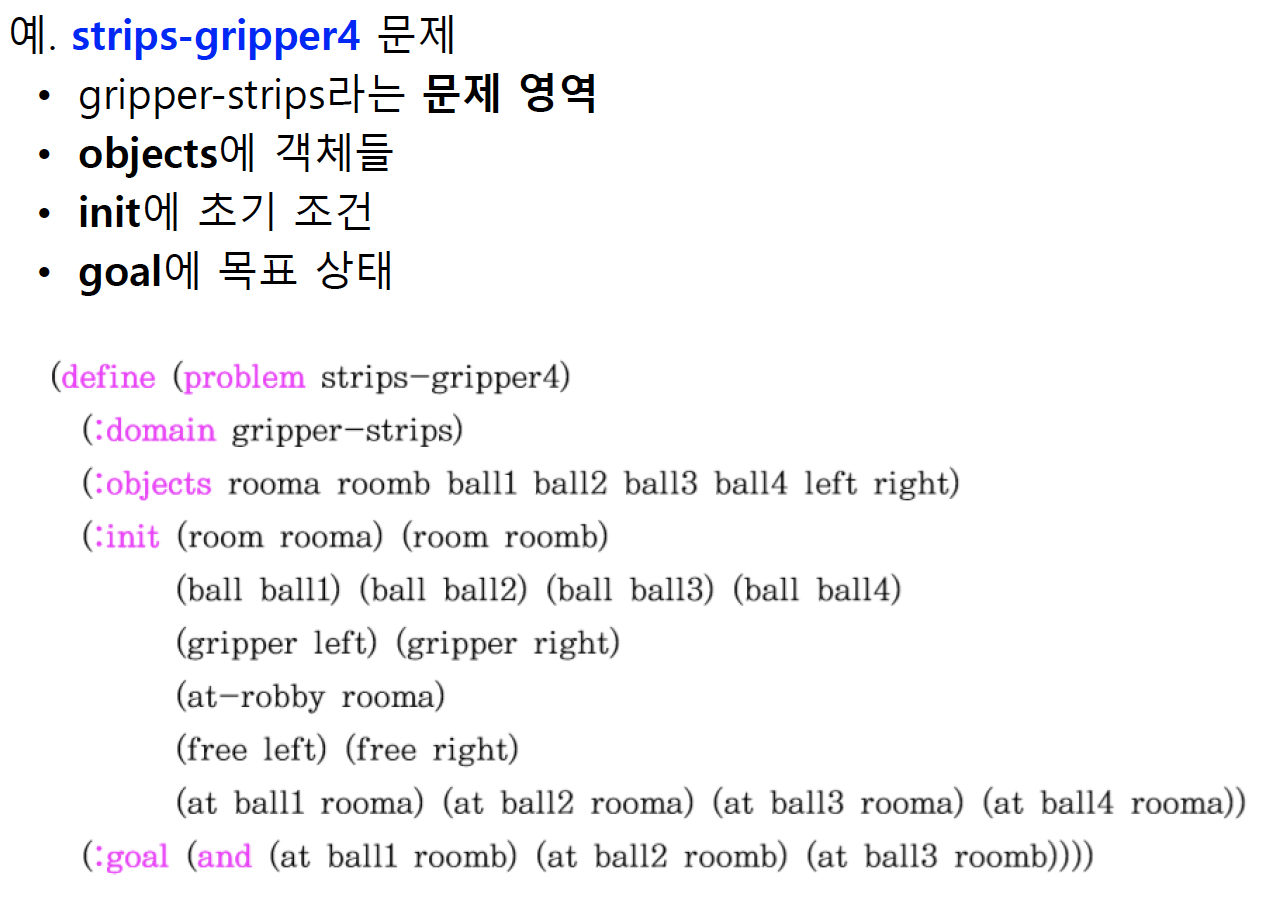 예. strips-gripper4 문제
• gripper-strips라는 문제 영역
• objects에 객체들
• init에 초기 조건
• goal에 목표 상태
(define (problem strips-gripper4)
(:domain gripper-strips)
(:objects rooma roomb ball1 ball2 ball3 ball4 left right)
(:init (room rooma) (room roomb)
(ball ball1) (ball ball2) (ball ball3) (ball ball4)
(gripper left) (gripper right)
(at-robby rooma)
(free left) (free right)
(at ball1 rooma) (at ball2 rooma) (at ball3 rooma) (at ball4 rooma))
(:goal (and (at ball1 roomb) (at ball2 roomb) (at ball3 roomb))))